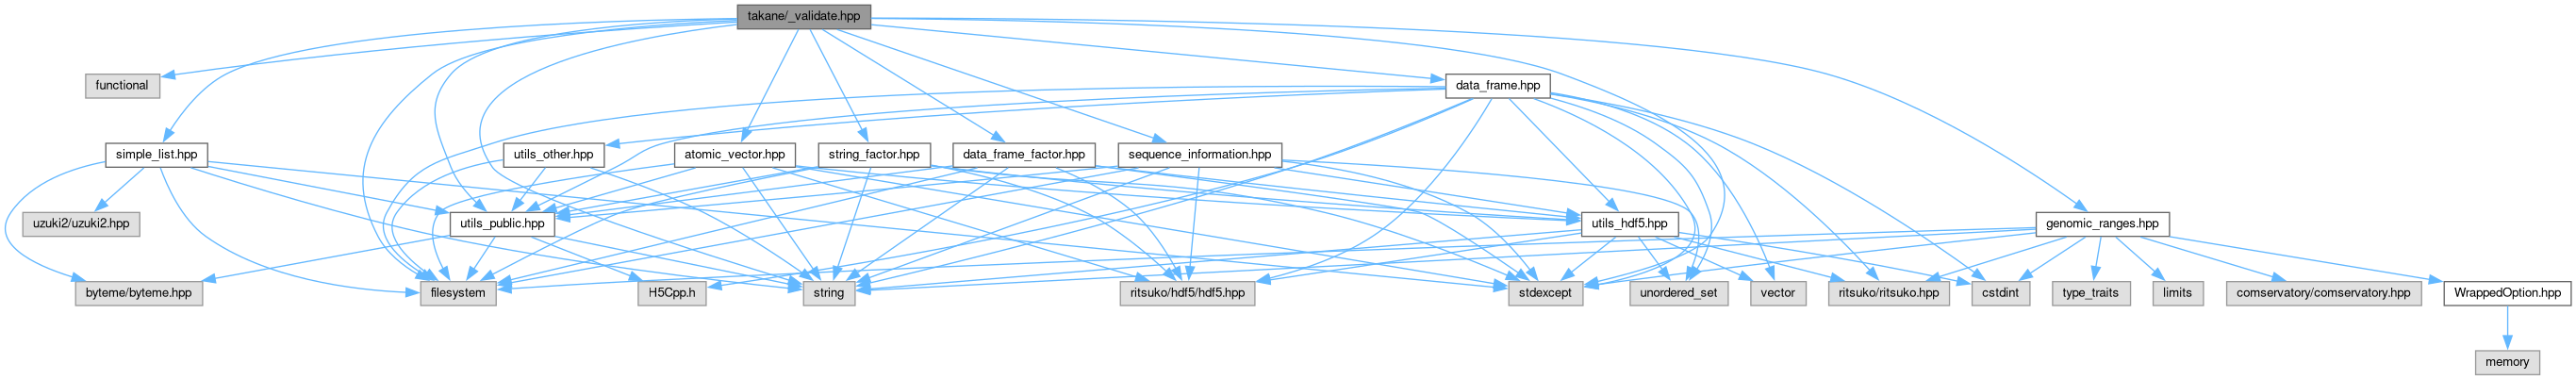 takane/_validate.hpp
functional
data_frame.hpp
simple_list.hpp
utils_other.hpp
atomic_vector.hpp
string_factor.hpp
data_frame_factor.hpp
sequence_information.hpp
uzuki2/uzuki2.hpp
utils_public.hpp
utils_hdf5.hpp
genomic_ranges.hpp
byteme/byteme.hpp
filesystem
H5Cpp.h
string
ritsuko/hdf5/hdf5.hpp
stdexcept
unordered_set
vector
ritsuko/ritsuko.hpp
cstdint
type_traits
limits
comservatory/comservatory.hpp
WrappedOption.hpp
memory